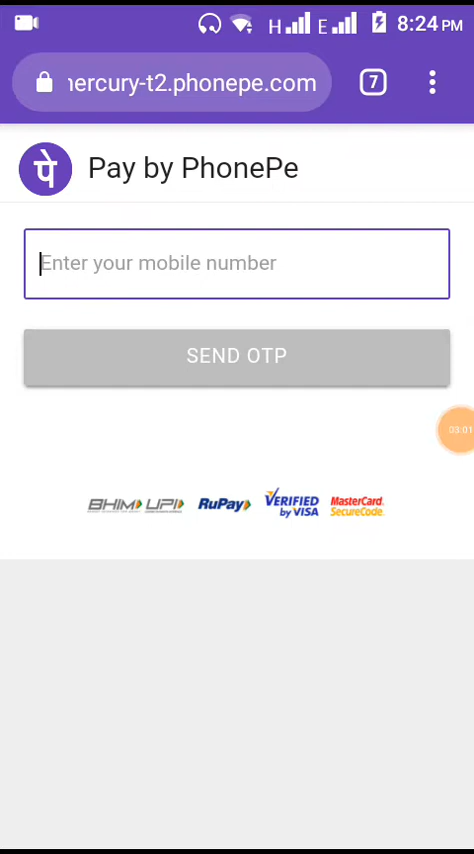 H E 8:24 PM
nercury-t2.phonepe.com 7
पे Pay by PhonePe
Enter your mobile number
SEND OTP
03:01
BHIM UPI RuPay VERIFIED by VISA MasterCard. SecureCode.